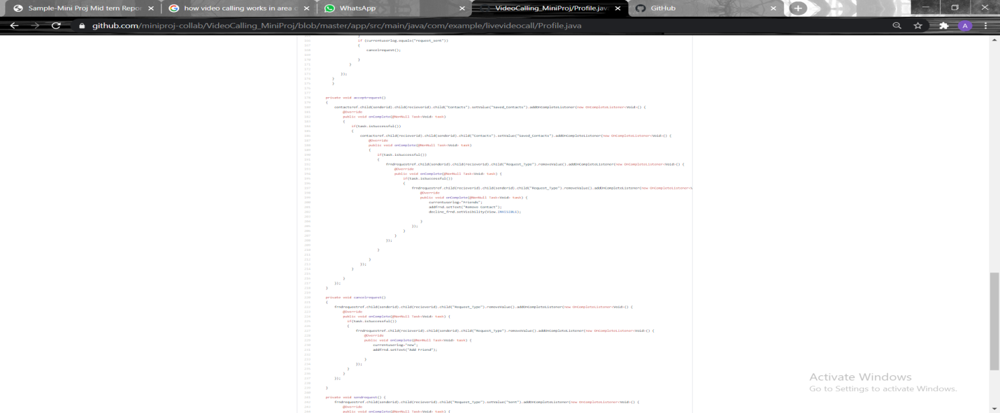 Sample-Mini Proj Mid tern Repor
how video calling works in area c
WhatsApp
VideoCalling_MiniProj/Profile.jav
GitHub
github.com/miniproj-collab/VideoCalling_MiniProj/blob/master/app/src/main/java/com/example/livevideocall/Profile.java
if (currentuserlog.equals("request_sent"))
{
cancelrequest();
}
}
});
}
}
private void acceptrequest()
{
contactsref.child(senderid).child(recieverid).child("Contacts").setValue("Saved_Contacts").addOnCompleteListener(new OnCompleteListener<Void>() {
@Override
public void onComplete(@NonNull Task<Void> task)
{
if(task.isSuccessful())
{
contactsref.child(recieverid).child(senderid).child("Contacts").setValue("Saved_Contacts").addOnCompleteListener(new OnCompleteListener<Void>() {
@Override
public void onComplete(@NonNull Task<Void> task)
{
if(task.isSuccessful())
{
frndrequestref.child(senderid).child(recieverid).child("Request_Type").removeValue().addOnCompleteListener(new OnCompleteListener<Void>() {
@Override
public void onComplete(@NonNull Task<Void> task) {
if(task.isSuccessful())
{
frndrequestref.child(recieverid).child(senderid).child("Request_Type").removeValue().addOnCompleteListener(new OnCompleteListener<V
@Override
public void onComplete(@NonNull Task<Void> task) {
currentuserlog="Friends";
addfrnd.setText("Remove Contact");
decline_frnd.setVisibility(View.INVISIBLE);
}
});
}
}
});
}
}
});
}
}
});
}
private void cancelrequest()
{
frndrequestref.child(senderid).child(recieverid).child("Request_Type").removeValue().addOnCompleteListener(new OnCompleteListener<Void>() {
@Override
public void onComplete(@NonNull Task<Void> task) {
if(task.isSuccessful())
{
frndrequestref.child(recieverid).child(senderid).child("Request_Type").removeValue().addOnCompleteListener(new OnCompleteListener<Void>() {
@Override
public void onComplete(@NonNull Task<Void> task) {
currentuserlog="new";
addfrnd.setText("Add Friend");
}
});
}
}
});
}
private void sendrequest() {
frndrequestref.child(senderid).child(recieverid).child("Request_Type").setValue("Sent").addOnCompleteListener(new OnCompleteListener<Void>() {
@Override
public void onComplete(@NonNull Task<Void> task) {
Activate Windows
Go to Settings to activate Windows.